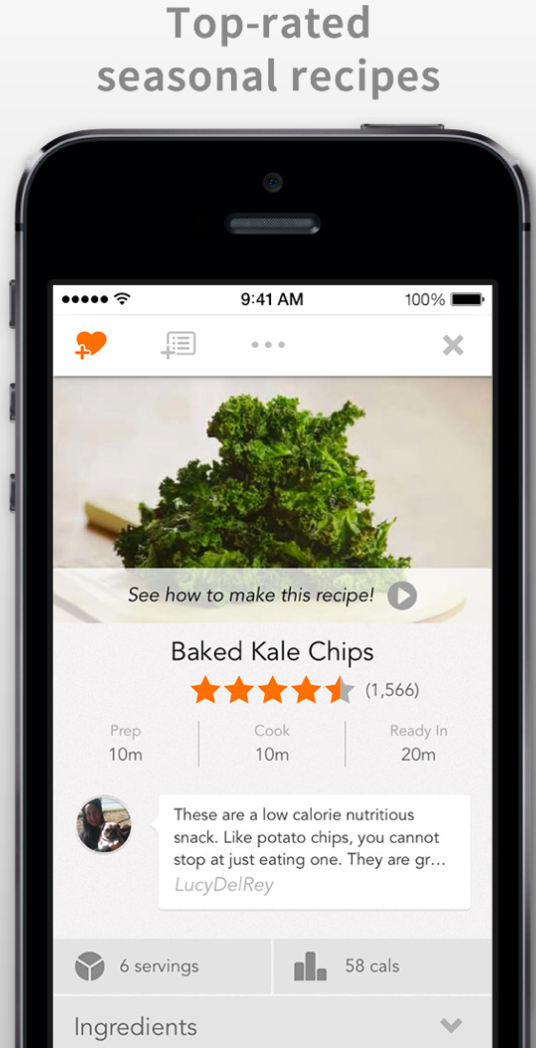 Top-rated
seasonal recipes
9:41 AM
100%
See how to make this recipe!
Baked Kale Chips
(1,566)
Prep
10m
Cook
10m
Ready In
20m
These are a low calorie nutritious
snack. Like potato chips, you cannot
stop at just eating one. They are gr...
LucyDelRey
6 servings
58 cals
Ingredients